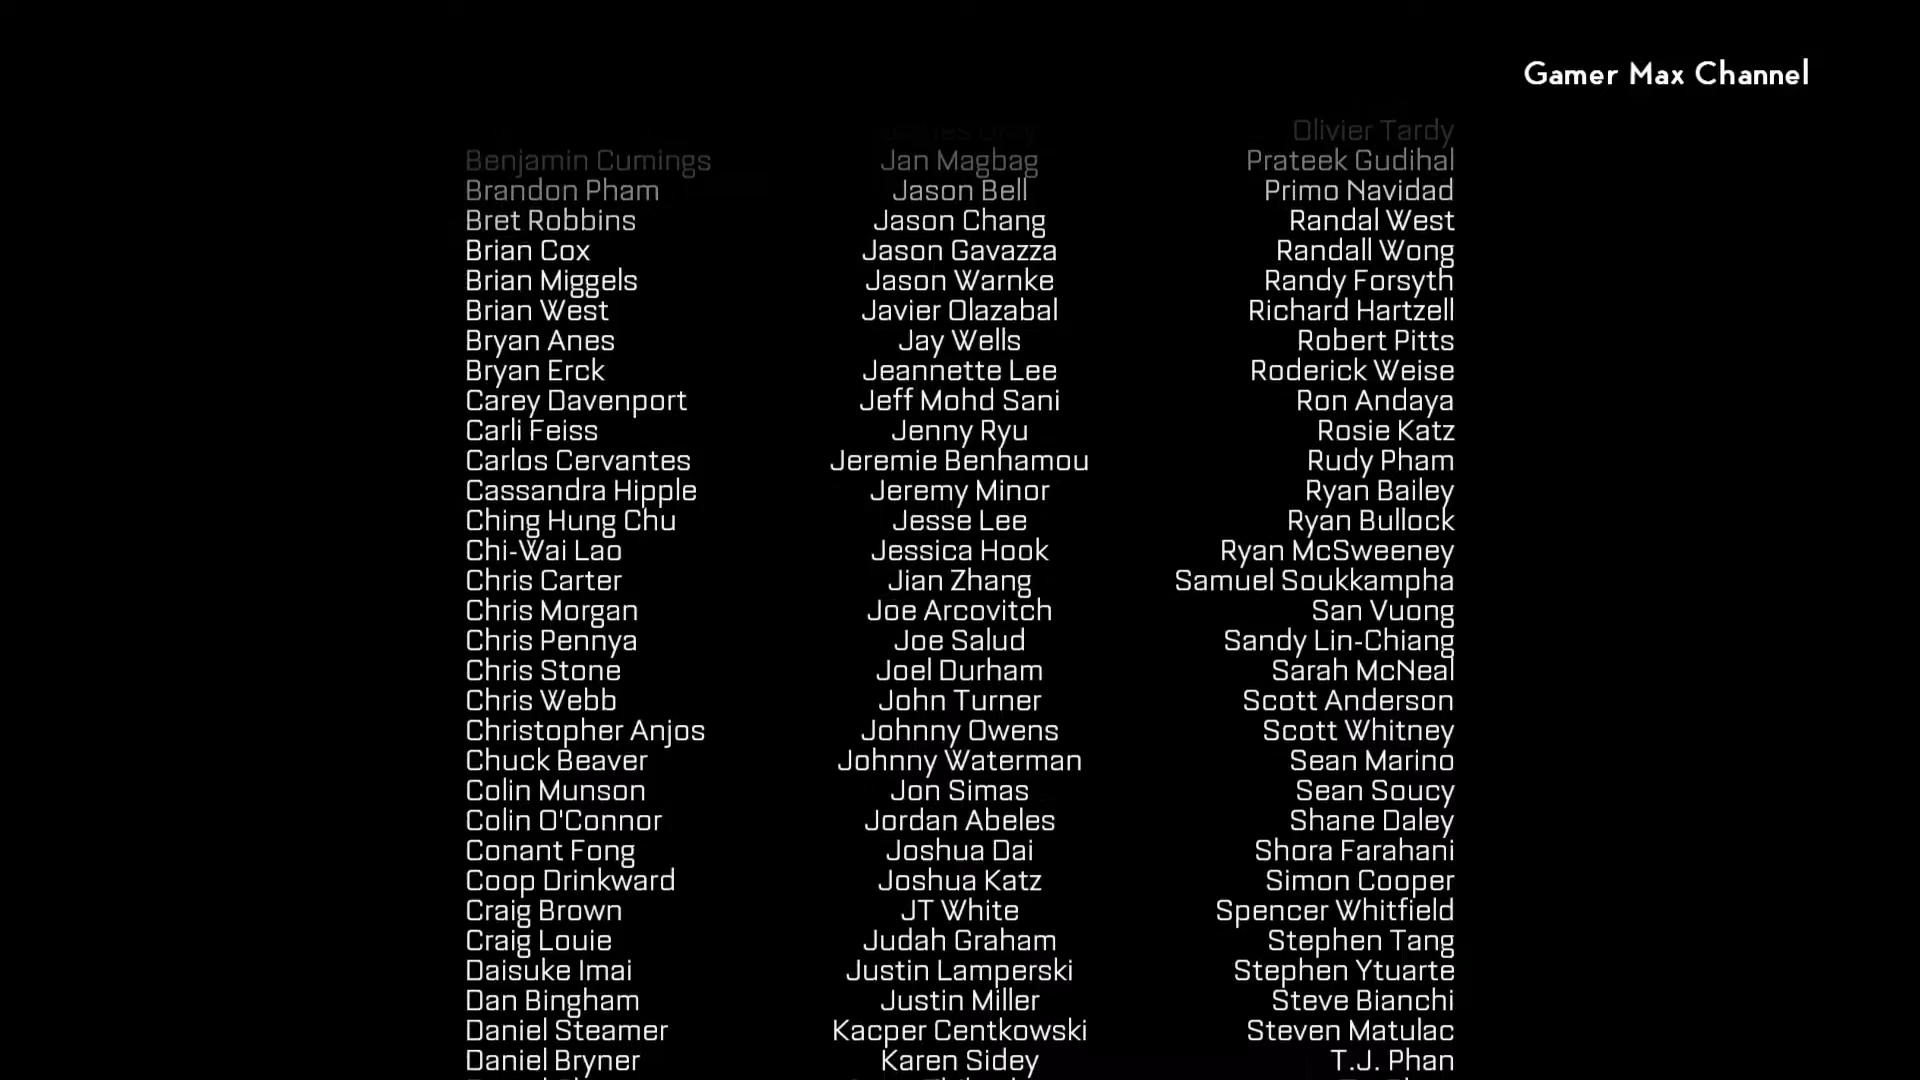 Gamer Max Channel
Olivier Tardy
Benjamin Cumings Jan Magbag Prateek Gudihal
Brandon Pham Jason Bell Primo Navidad
Bret Robbins Jason Chang Randal West
Brian Cox Jason Gavazza Randall Wong
Brian Miggels Jason Warnke Randy Forsyth
Brian West Javier Olazabal Richard Hartzell
Bryan Anes Jay Wells Robert Pitts
Bryan Erck Jeannette Lee Roderick Weise
Carey Davenport Jeff Mohd Sani Ron Andaya
Carli Feiss Jenny Ryu Rosie Katz
Carlos Cervantes Jeremie Benhamou Rudy Pham
Cassandra Hipple Jeremy Minor Ryan Bailey
Ching Hung Chu Jesse Lee Ryan Bullock
Chi-Wai Lao Jessica Hook Ryan McSweeney
Chris Carter Jian Zhang Samuel Soukkampha
Chris Morgan Joe Arcovitch San Vuong
Chris Pennya Joe Salud Sandy Lin-Chiang
Chris Stone Joel Durham Sarah McNeal
Chris Webb John Turner Scott Anderson
Christopher Anjos Johnny Owens Scott Whitney
Chuck Beaver Johnny Waterman Sean Marino
Colin Munson Jon Simas Sean Soucy
Colin O'Connor Jordan Abeles Shane Daley
Conant Fong Joshua Dai Shora Farahani
Coop Drinkward Joshua Katz Simon Cooper
Craig Brown JT White Spencer Whitfield
Craig Louie Judah Graham Stephen Tang
Daisuke Imai Justin Lamperski Stephen Ytuarte
Dan Bingham Justin Miller Steve Bianchi
Daniel Steamer Kacper Centkowski Steven Matulac
Daniel Bryner Karen Sidey T.J. Phan